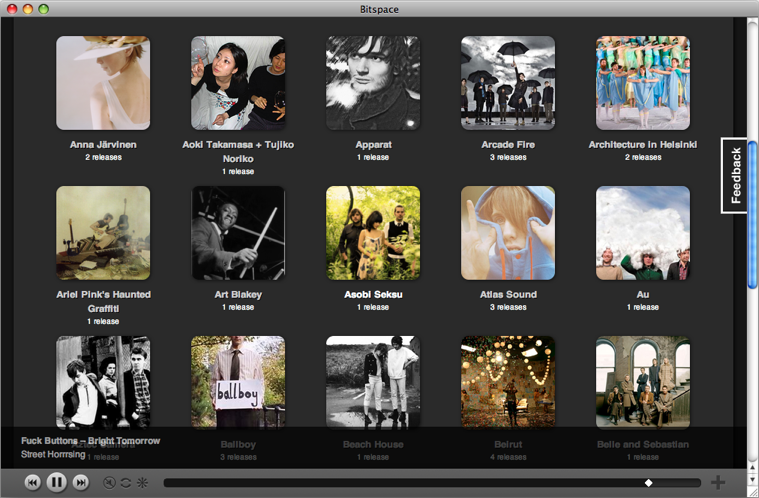 Bitspace
Anna Järvinen
2 releases
Aoki Takamasa + Tujiko
Noriko
1 release
Apparat
1 release
Arcade Fire
3 releases
Architecture in Helsinki
2 releases
Feedback
Ariel Pink's Haunted
Graffiti
1 release
Art Blakey
1 release
Asobi Seksu
1 release
Atlas Sound
3 releases
Au
1 release
ballboy
Aztec Camera
1 release
Ballboy
3 releases
Beach House
1 release
Beirut
4 releases
Belle and Sebastian
1 release
Fuck Buttons – Bright Tomorrow
Street Horrrsing